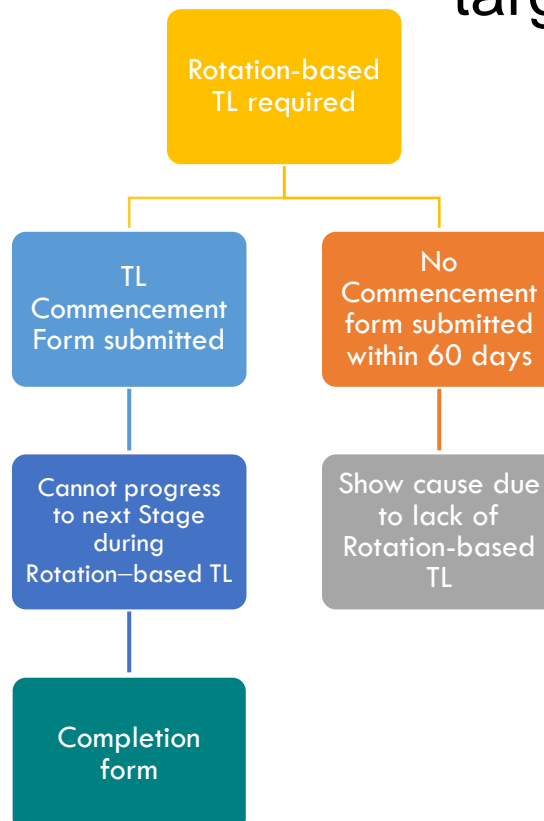 targ
Rotation-based
TL required
TL
Commencement
Form submitted
No
Commencement
form submitted
within 60 days
Cannot progress
to next Stage
during
Rotation–based TL
Show cause due
to lack of
Rotation-based
TL
Completion
form